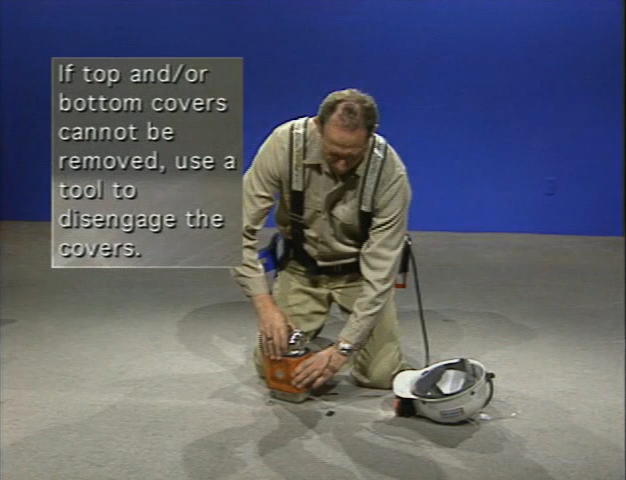 If top and/or
bottom covers
cannot be
removed, use a
tool to
disengage the
covers.